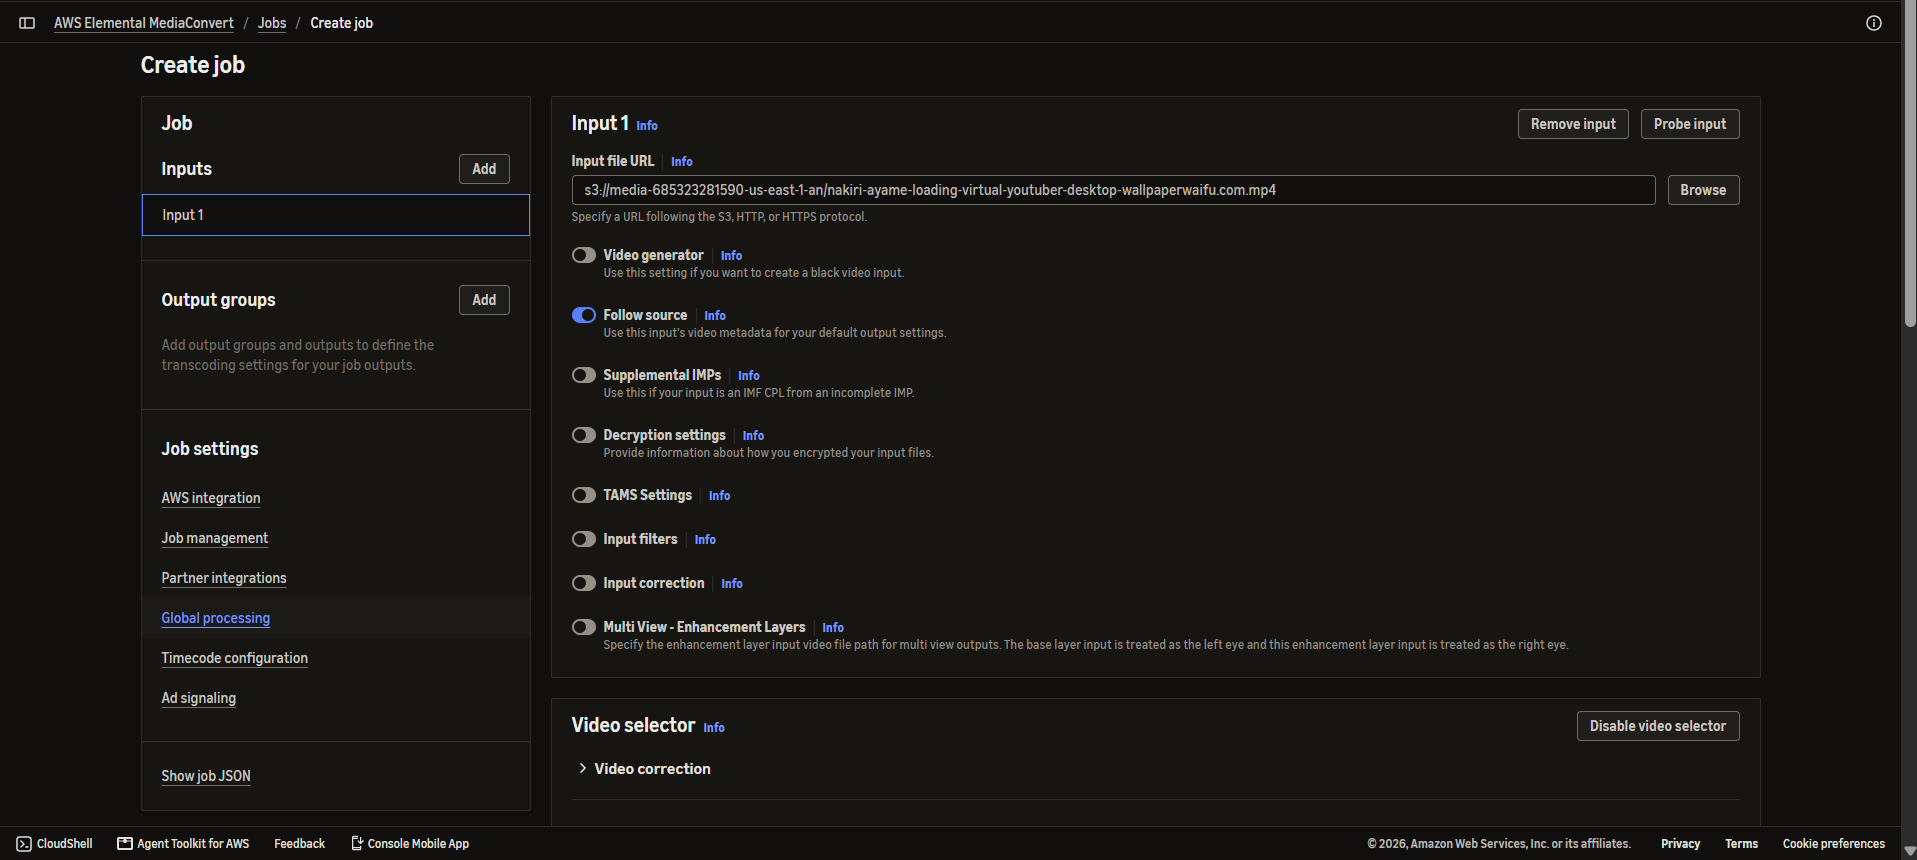 AWS Elemental MediaConvert / Jobs / Create job
Create job
Job
Inputs
Add
Input 1
Output groups
Add
Add output groups and outputs to define the
transcoding settings for your job outputs.
Job settings
AWS integration
Job management
Partner integrations
Global processing
Timecode configuration
Ad signaling
Show job JSON
Input 1 Info
Remove input
Probe input
Input file URL Info
s3://media-685323281590-us-east-1-an/nakiri-ayame-loading-virtual-youtuber-desktop-wallpaperwaifu.com.mp4
Browse
Specify a URL following the S3, HTTP, or HTTPS protocol.
Video generator Info
Use this setting if you want to create a black video input.
Follow source Info
Use this input's video metadata for your default output settings.
Supplemental IMPs Info
Use this if your input is an IMF CPL from an incomplete IMP.
Decryption settings Info
Provide information about how you encrypted your input files.
TAMS Settings Info
Input filters Info
Input correction Info
Multi View - Enhancement Layers Info
Specify the enhancement layer input video file path for multi view outputs. The base layer input is treated as the left eye and this enhancement layer input is treated as the right eye.
Video selector Info
Disable video selector
Video correction
CloudShell
Agent Toolkit for AWS
Feedback
Console Mobile App
© 2026, Amazon Web Services, Inc. or its affiliates.
Privacy
Terms
Cookie preferences